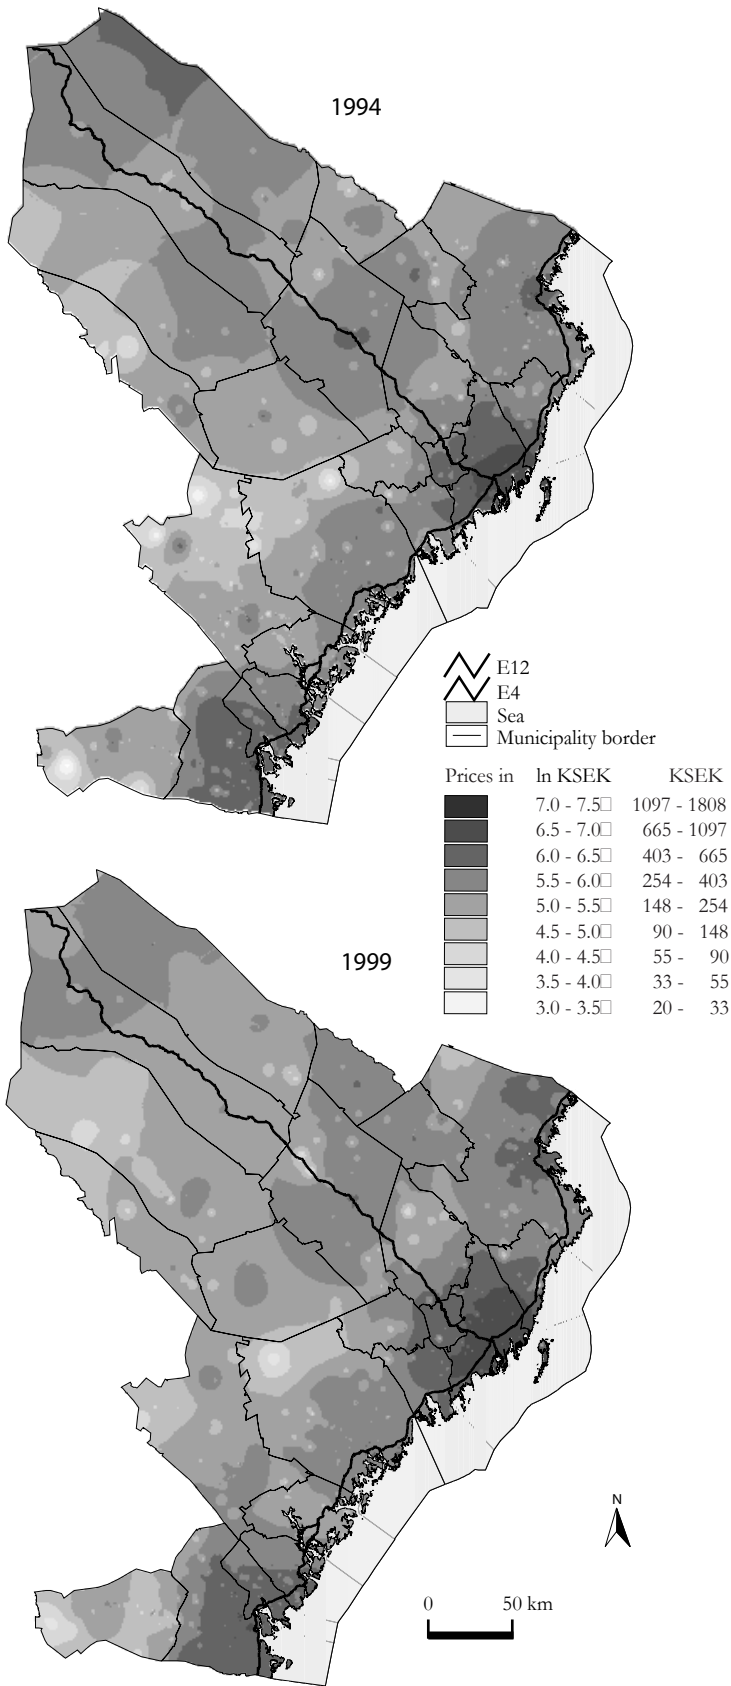 1994
E12
E4
Sea
Municipality border
Prices in ln KSEK KSEK
7.0 - 7.5□ 1097 - 1808
6.5 - 7.0□ 665 - 1097
6.0 - 6.5□ 403 - 665
5.5 - 6.0□ 254 - 403
5.0 - 5.5□ 148 - 254
4.5 - 5.0□ 90 - 148
4.0 - 4.5□ 55 - 90
3.5 - 4.0□ 33 - 55
3.0 - 3.5□ 20 - 33
1999
N
0 50 km